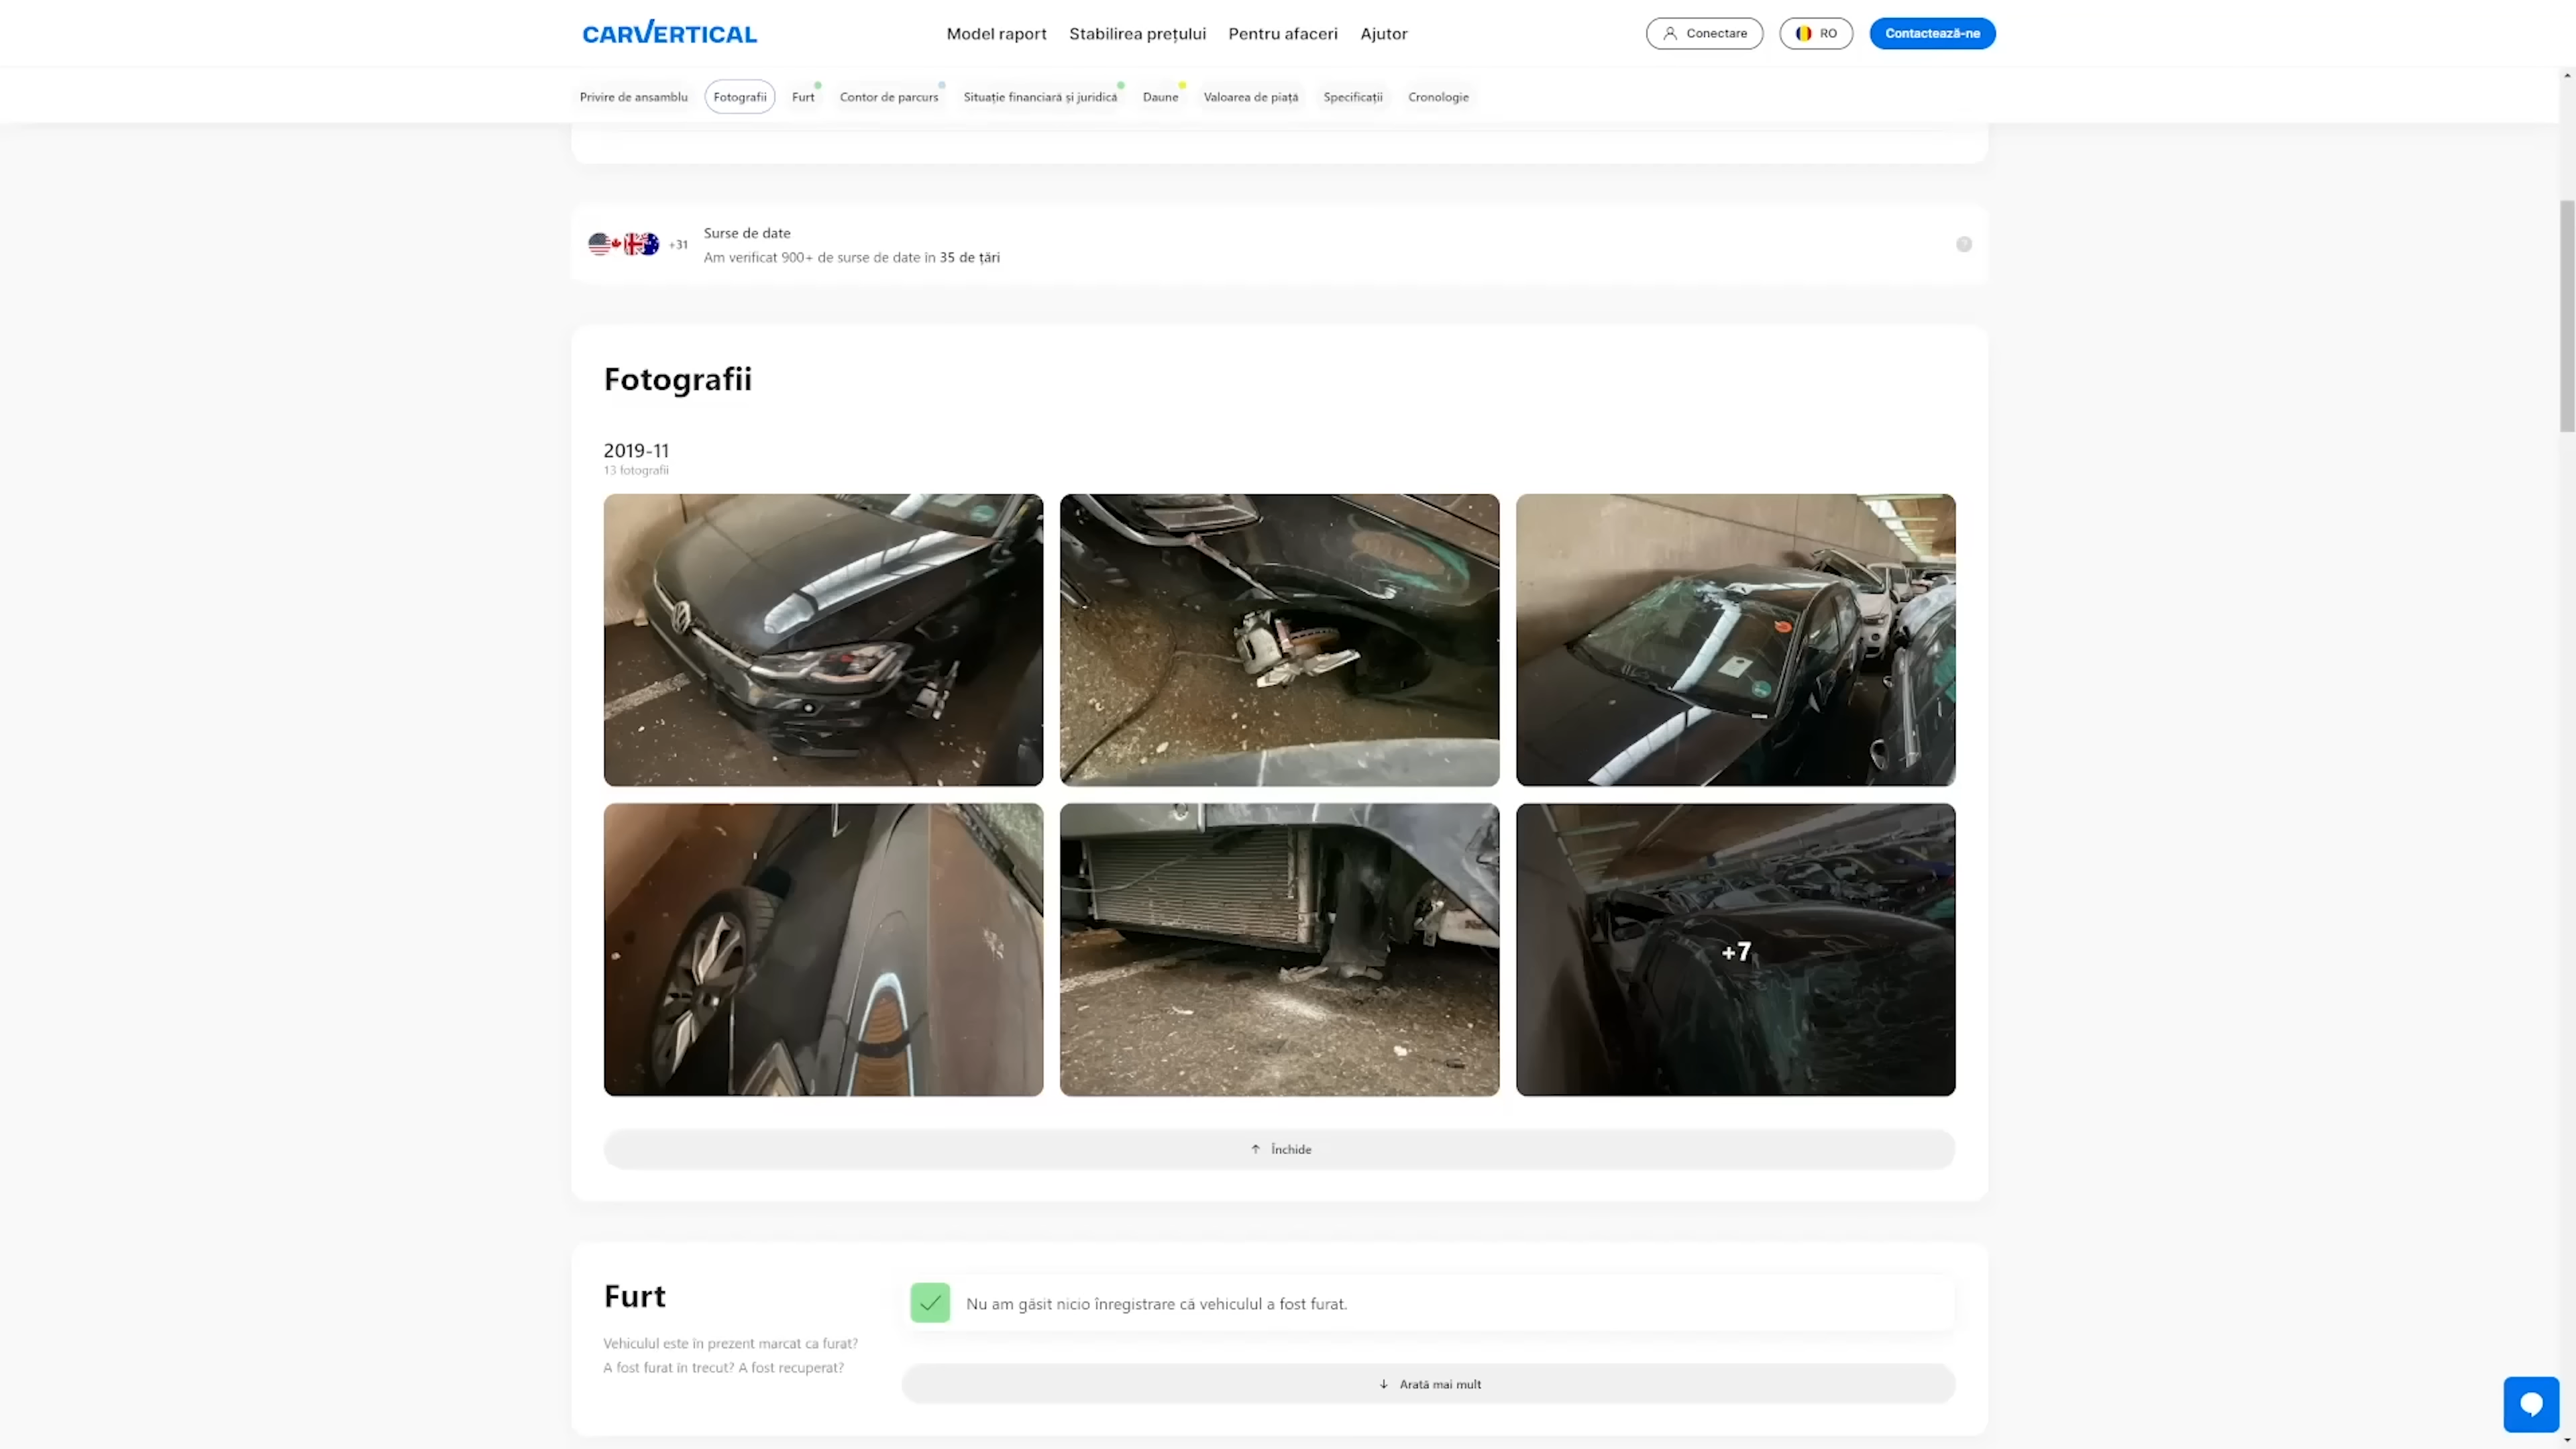 CARVERTICAL
Model raport
Stabilirea prețului
Pentru afaceri
Ajutor
Conectare
RO
Contactează-ne
Privire de ansamblu
Fotografii
Furt
Contor de parcurs
Situație financiară și juridică
Daune
Valoarea de piață
Specificații
Cronologie
+31
Surse de date
Am verificat 900+ de surse de date în 35 de țări
?
Fotografii
2019-11
13 fotografii
+7
↑ Închide
Furt
Vehiculul este în prezent marcat ca furat?
A fost furat în trecut? A fost recuperat?
Nu am găsit nicio înregistrare că vehiculul a fost furat.
↓ Arată mai mult